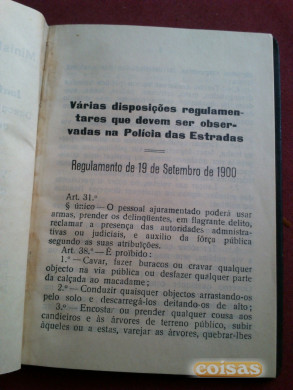 Várias disposições regulamen-
tares que devem ser obser-
vadas na Polícia das Estradas
Regulamento de 19 de Setembro de 1900
Art. 31.º
§ único — O pessoal ajuramentado poderá usar
armas, prender os delinqüentes, em flagrante delito,
reclamar a presença das autoridades administra-
tivas ou judiciais, e auxílio da fôrça pública
segundo as suas atribuïções.
Art. 38.º — É proibido:
1.º — Cavar, fazer buracos ou cravar qualquer
objecto na via pública ou desfazer qualquer parte
da calçada ao macadame;
2.º — Conduzir quaisquer objectos arrastando-os
pelo solo e descarregá-los deitando-os de alto;
3.º — Encostar ou prender qualquer cousa aos
candieiros e às árvores de terreno público, subir
àqueles ou a estas, varejar as árvores, quebrar-lhes
coisas